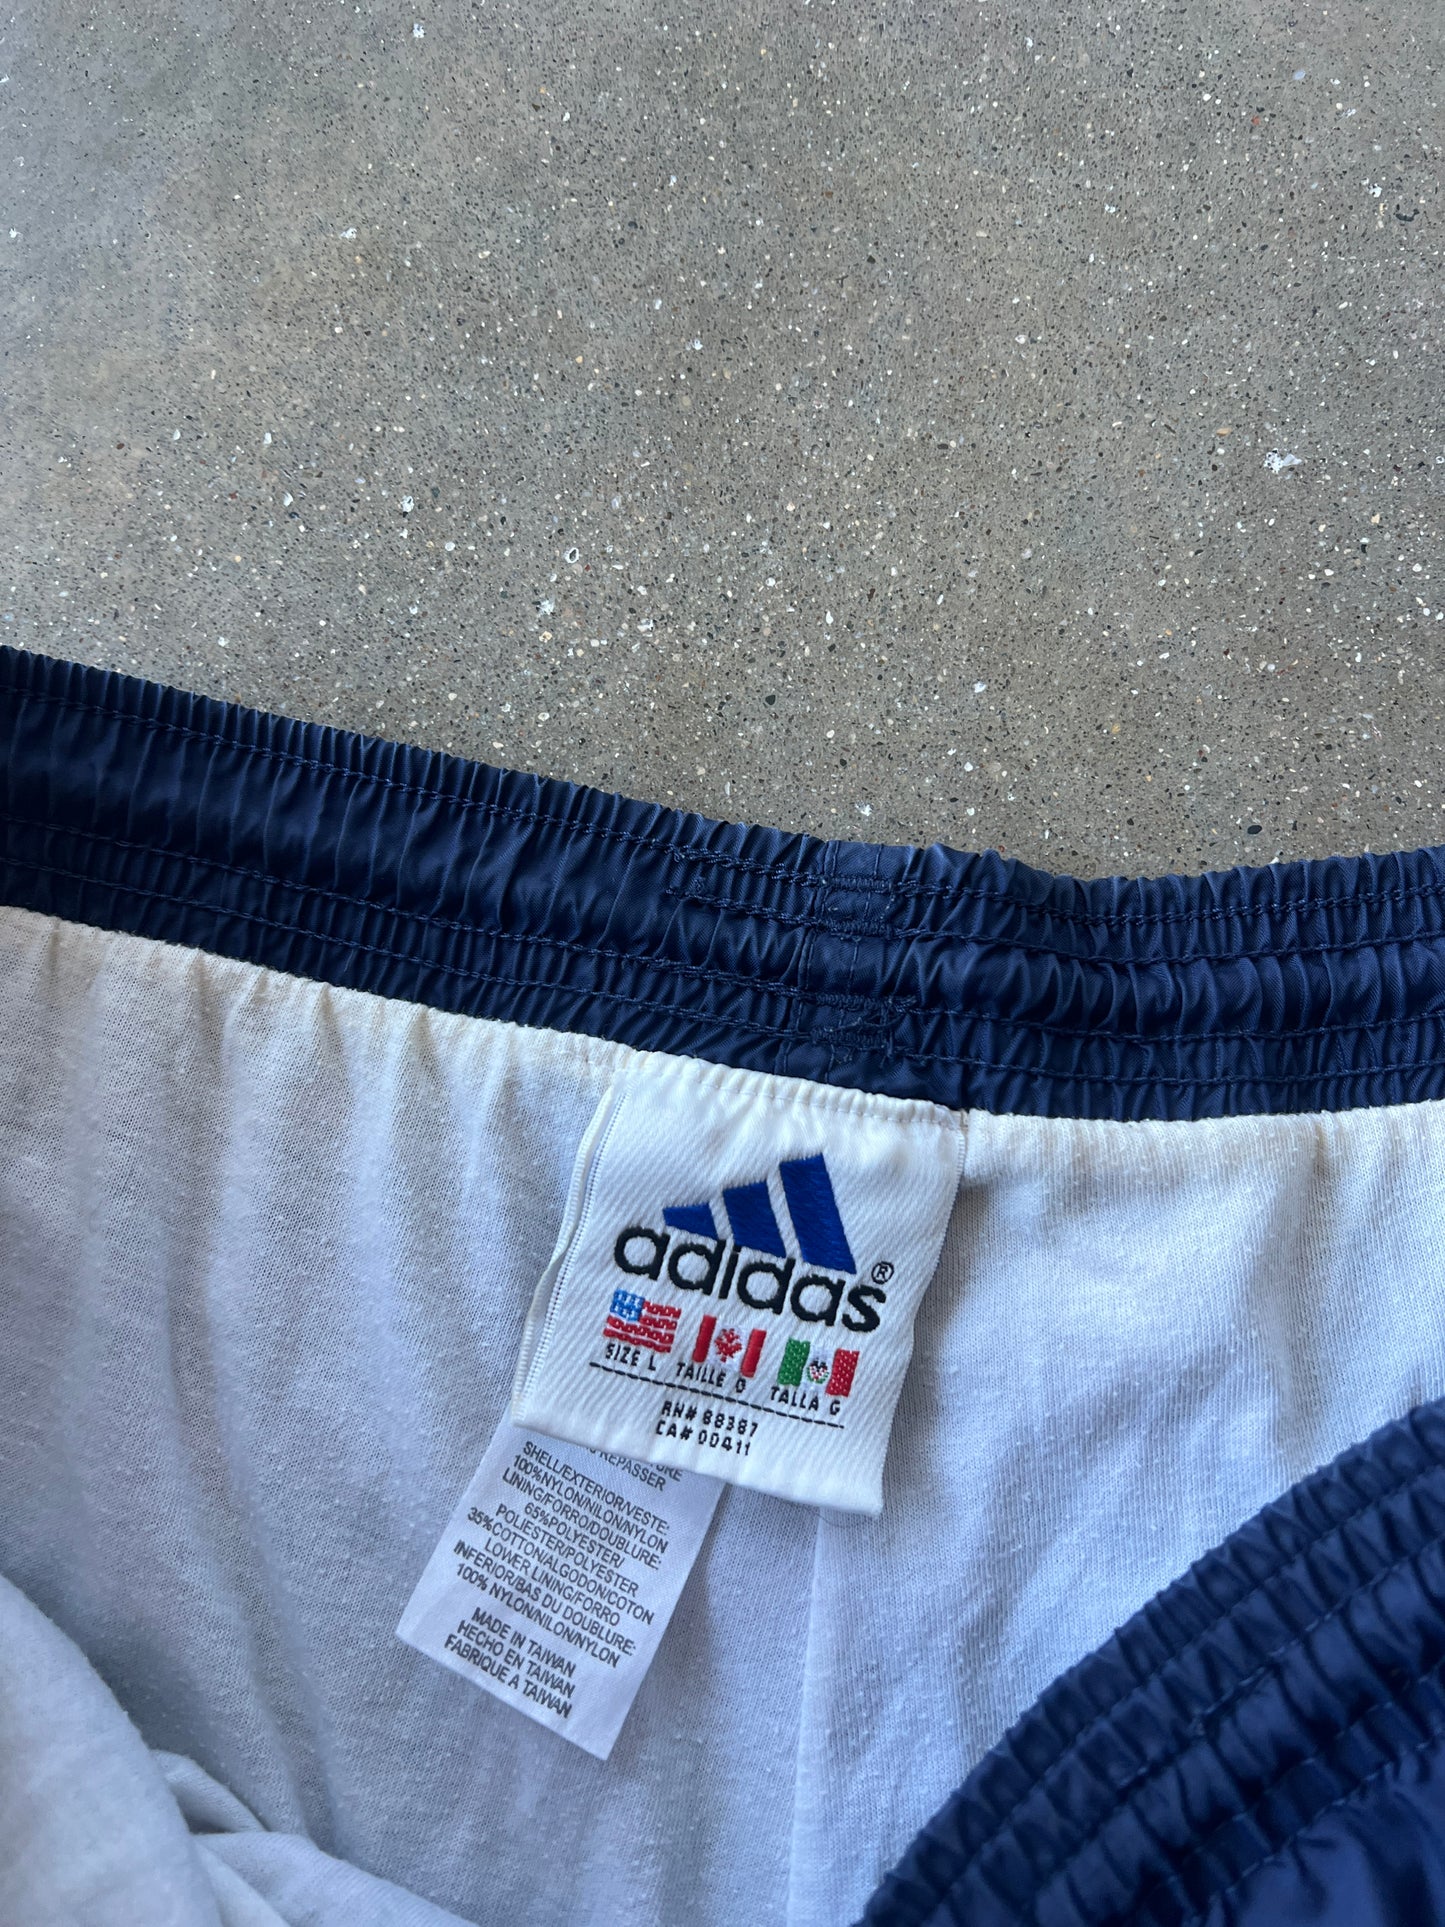 adidas®
SIZE L TAILLE G TALLA G
RN# 88387
CA# 00411
REPASSER
SHELL/EXTERIOR/VESTE:
100%NYLON/NILON/NYLON
LINING/FORRO/DOUBLURE:
65%POLYESTER/
POLIESTER/POLYESTER
35%COTTON/ALGODON/COTON
LOWER LINING/FORRO
INFERIOR/BAS DU DOUBLURE:
100% NYLON/NILON/NYLON
MADE IN TAIWAN
HECHO EN TAIWAN
FABRIQUE A TAIWAN